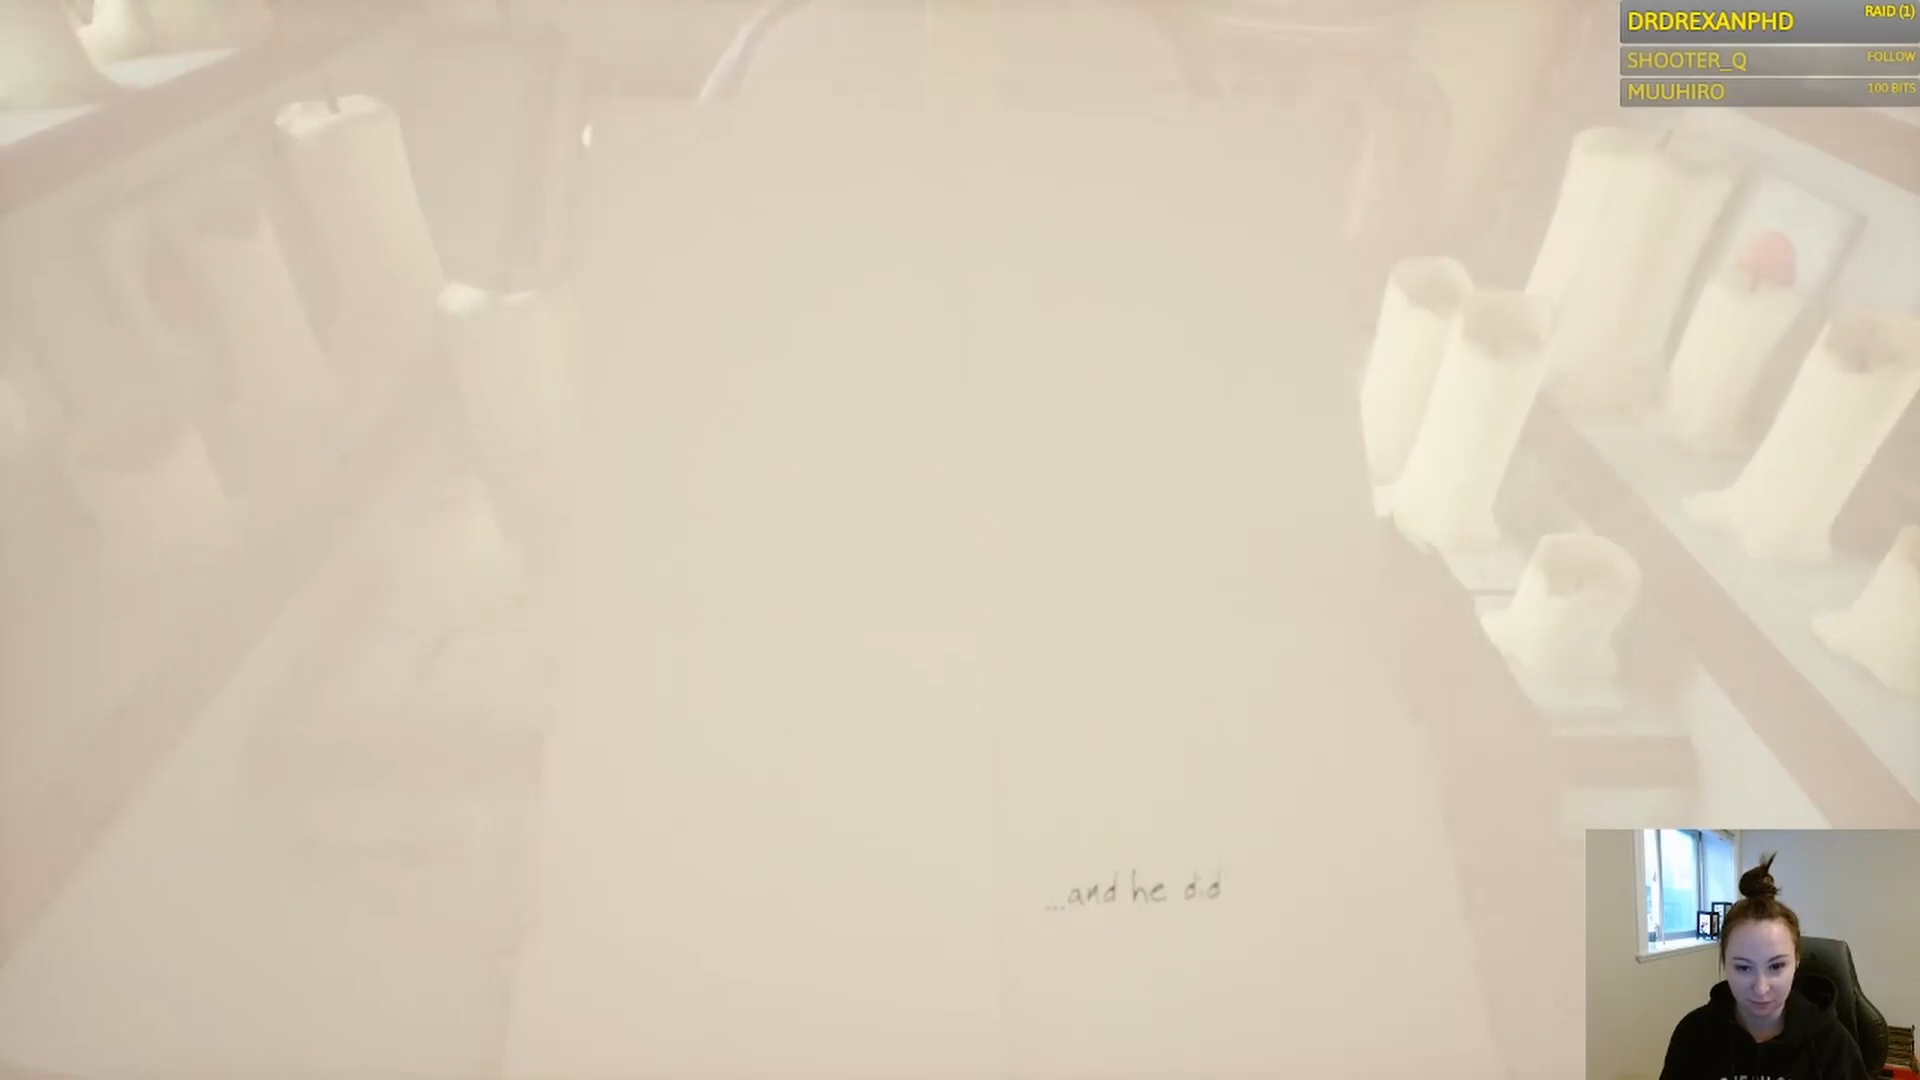 DRDREXANPHD RAID (1)
SHOOTER_Q FOLLOW
MUUHIRO 100 BITS
...and he did